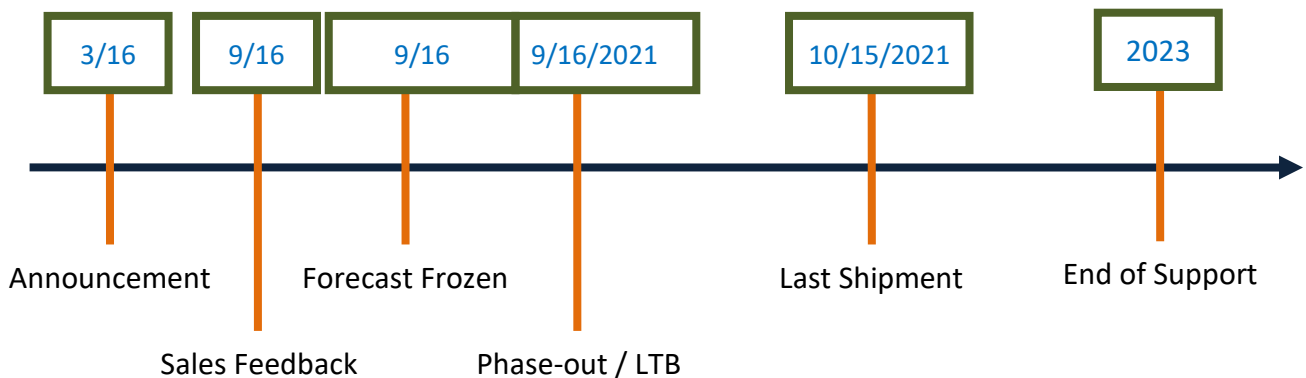 3/16
9/16
9/16
9/16/2021
10/15/2021
2023
Announcement
Forecast Frozen
Last Shipment
End of Support
Sales Feedback
Phase-out / LTB